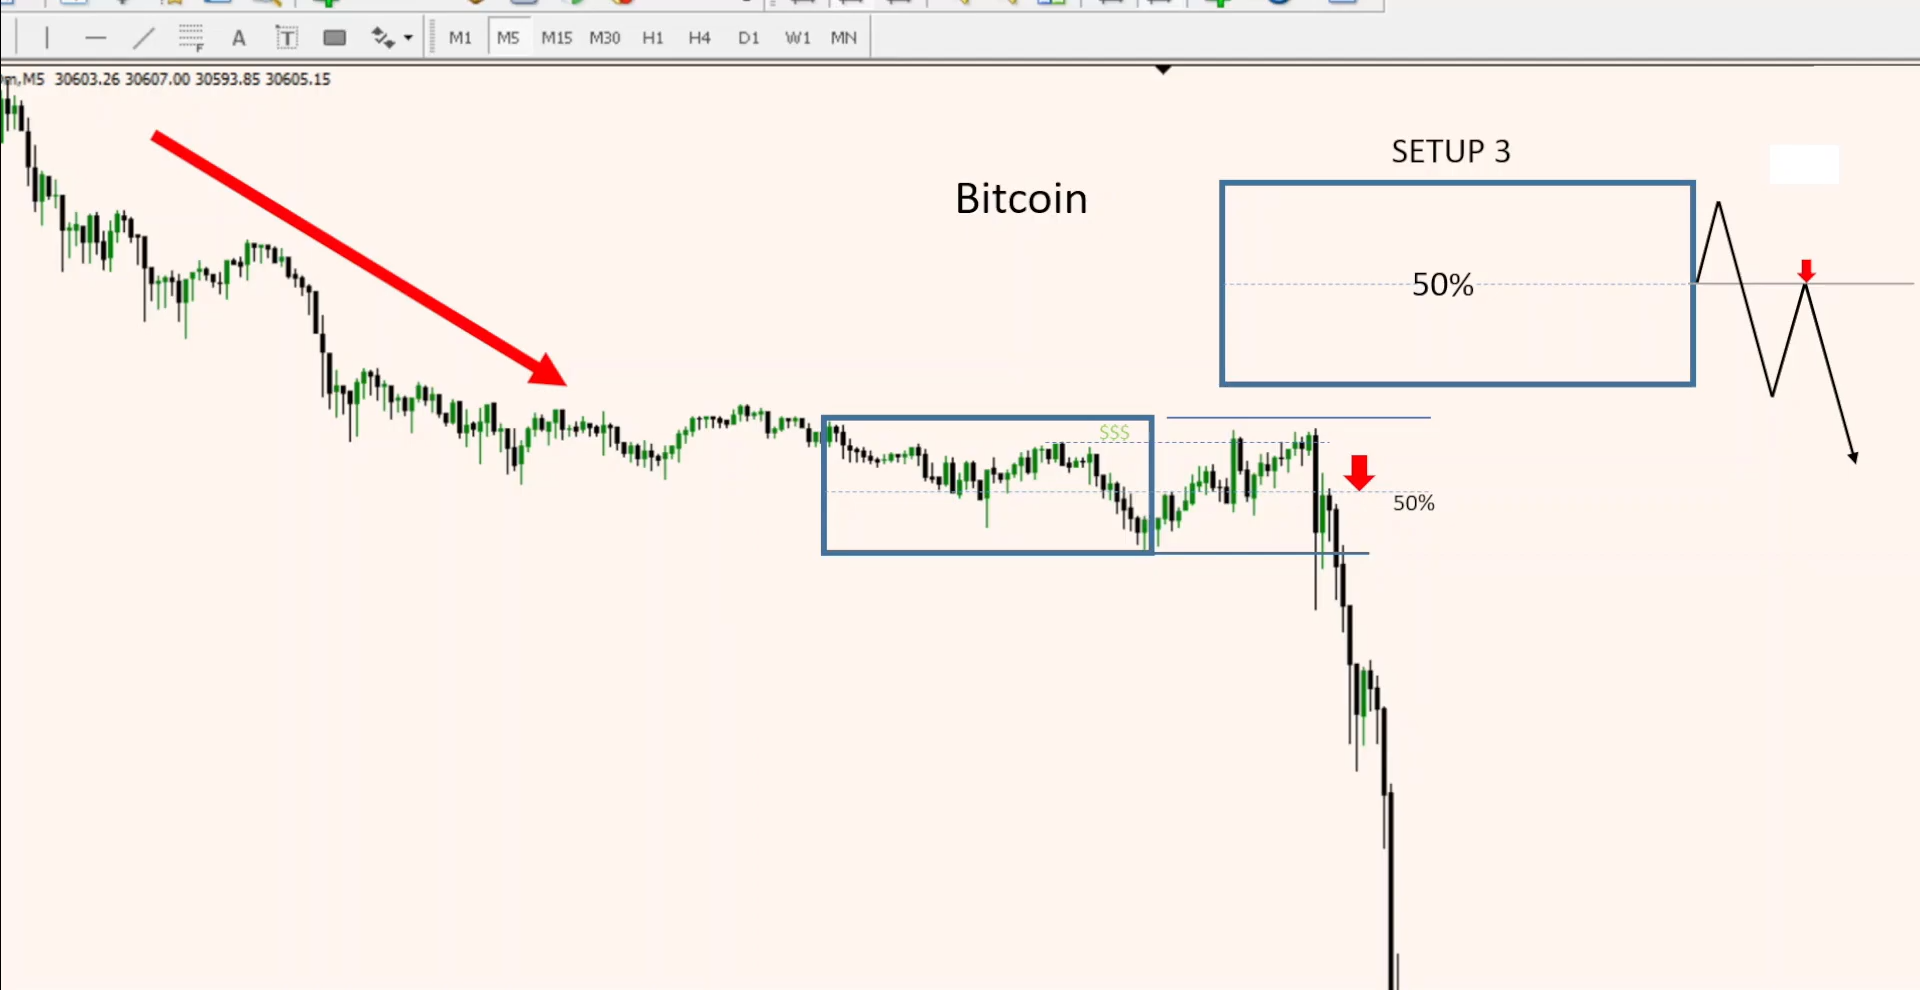 A T M1 M5 M15 M30 H1 H4 D1 W1 MN
m,M5 30603.26 30607.00 30593.85 30605.15
SETUP 3
Bitcoin
50%
$$$
50%